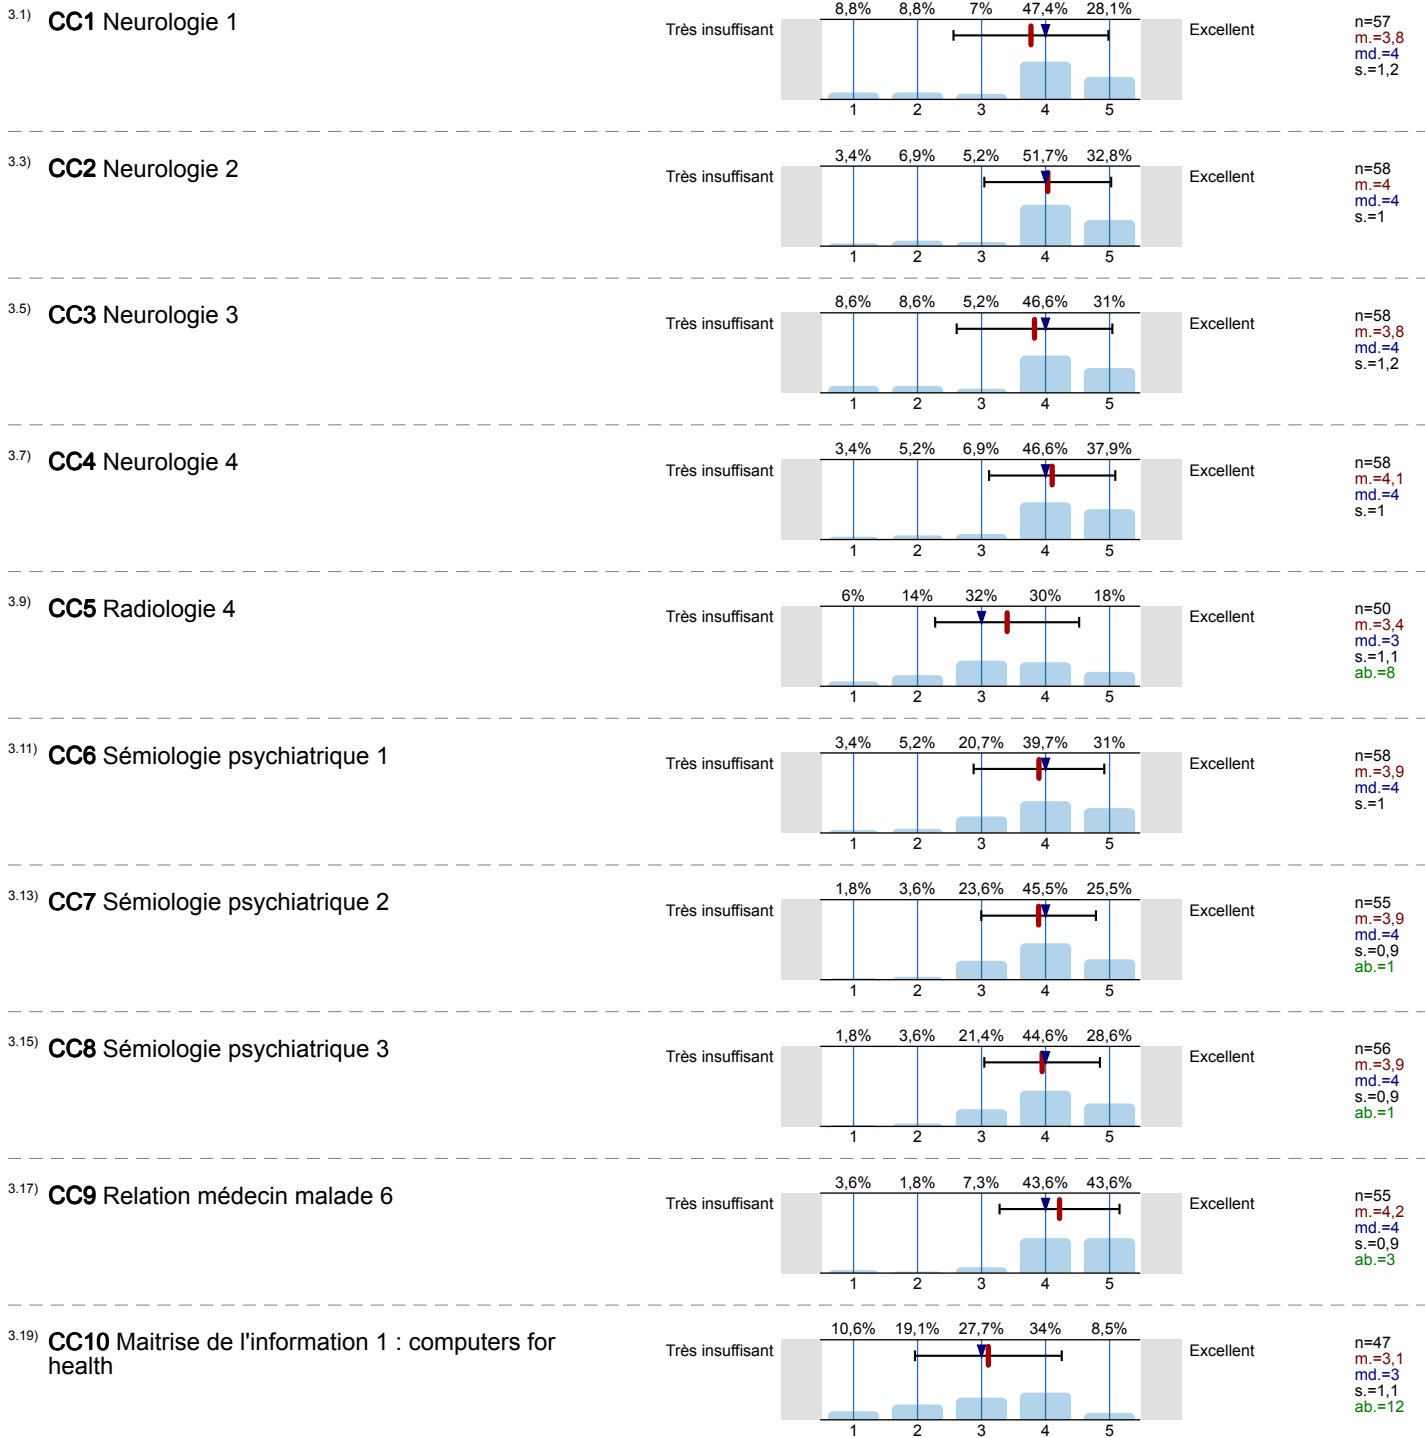 3.1) CC1 Neurologie 1
8,8% 8,8% 7% 47,4% 28,1%
Très insuffisant Excellent
n=57
m.=3,8
md.=4
s.=1,2
1 2 3 4 5
3.3) CC2 Neurologie 2
3,4% 6,9% 5,2% 51,7% 32,8%
Très insuffisant Excellent
n=58
m.=4
md.=4
s.=1
1 2 3 4 5
3.5) CC3 Neurologie 3
8,6% 8,6% 5,2% 46,6% 31%
Très insuffisant Excellent
n=58
m.=3,8
md.=4
s.=1,2
1 2 3 4 5
3.7) CC4 Neurologie 4
3,4% 5,2% 6,9% 46,6% 37,9%
Très insuffisant Excellent
n=58
m.=4,1
md.=4
s.=1
1 2 3 4 5
3.9) CC5 Radiologie 4
6% 14% 32% 30% 18%
Très insuffisant Excellent
n=50
m.=3,4
md.=3
s.=1,1
ab.=8
1 2 3 4 5
3.11) CC6 Sémiologie psychiatrique 1
3,4% 5,2% 20,7% 39,7% 31%
Très insuffisant Excellent
n=58
m.=3,9
md.=4
s.=1
1 2 3 4 5
3.13) CC7 Sémiologie psychiatrique 2
1,8% 3,6% 23,6% 45,5% 25,5%
Très insuffisant Excellent
n=55
m.=3,9
md.=4
s.=0,9
ab.=1
1 2 3 4 5
3.15) CC8 Sémiologie psychiatrique 3
1,8% 3,6% 21,4% 44,6% 28,6%
Très insuffisant Excellent
n=56
m.=3,9
md.=4
s.=0,9
ab.=1
1 2 3 4 5
3.17) CC9 Relation médecin malade 6
3,6% 1,8% 7,3% 43,6% 43,6%
Très insuffisant Excellent
n=55
m.=4,2
md.=4
s.=0,9
ab.=3
1 2 3 4 5
3.19) CC10 Maitrise de l'information 1 : computers for
health
10,6% 19,1% 27,7% 34% 8,5%
Très insuffisant Excellent
n=47
m.=3,1
md.=3
s.=1,1
ab.=12
1 2 3 4 5